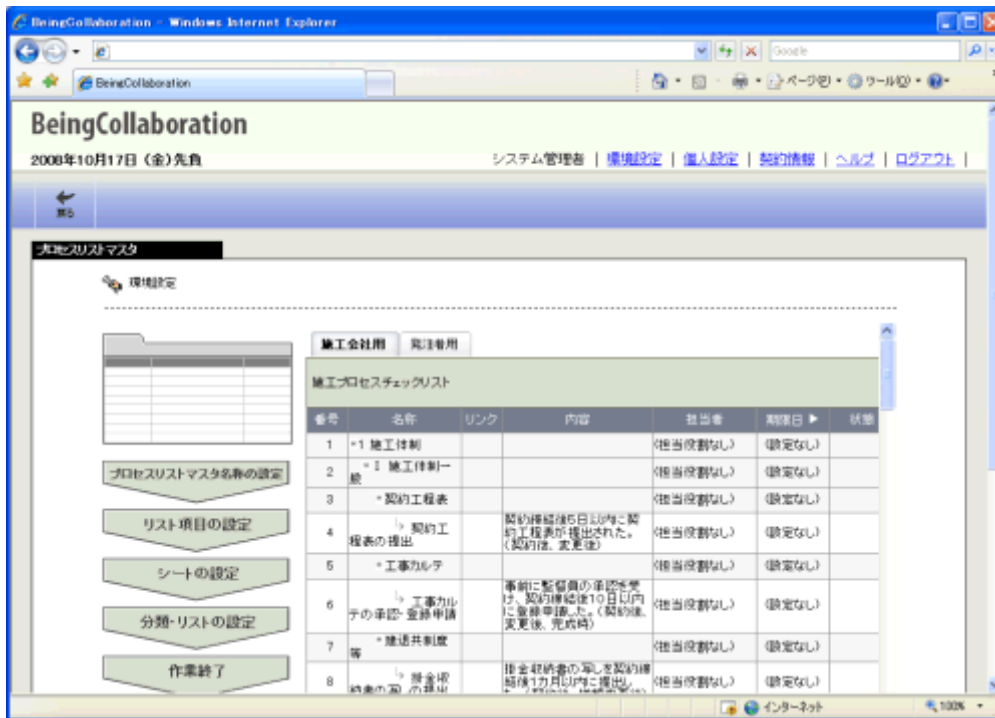 BeingCollaboration - Windows Internet Explorer
Google
BeingCollaboration
ページ(P) ツール(O)
BeingCollaboration
2008年10月17日（金）先負
システム管理者 | 環境設定 | 個人設定 | 契約情報 | ヘルプ | ログアウト |
戻る
プロセスリストマスタ
環境設定
プロセスリストマスタ名称の設定
リスト項目の設定
シートの設定
分類・リストの設定
作業終了
施工会社用 発注者用
施工プロセスチェックリスト
番号 名称 リンク 内容 担当者 期限日 ▶ 状態
1 1 施工体制 (担当役割なし) (設定なし)
2 Ⅰ 施工体制一般 (担当役割なし) (設定なし)
3 契約工程表 (担当役割なし) (設定なし)
4 契約工程表の提出 契約締結後5日以内に契約工程表が提出された。（契約後、変更後） (担当役割なし) (設定なし)
5 工事カルテ (担当役割なし) (設定なし)
6 工事カルテの承認・登録申請 事前に監督員の承認を受け、契約締結後10日以内に登録申請した。（契約後、変更後、完成時） (担当役割なし) (設定なし)
7 建退共制度等 (担当役割なし) (設定なし)
8 掛金収納書の写しの提出 掛金収納書の写しを契約締結後1カ月以内に提出し (担当役割なし) (設定なし)
インターネット
100%